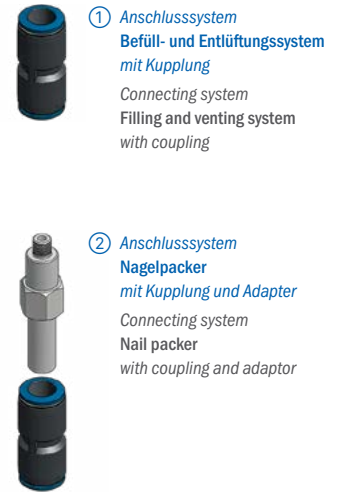 ① Anschlusssystem
Befüll- und Entlüftungssystem
mit Kupplung
Connecting system
Filling and venting system
with coupling
② Anschlusssystem
Nagelpacker
mit Kupplung und Adapter
Connecting system
Nail packer
with coupling and adaptor